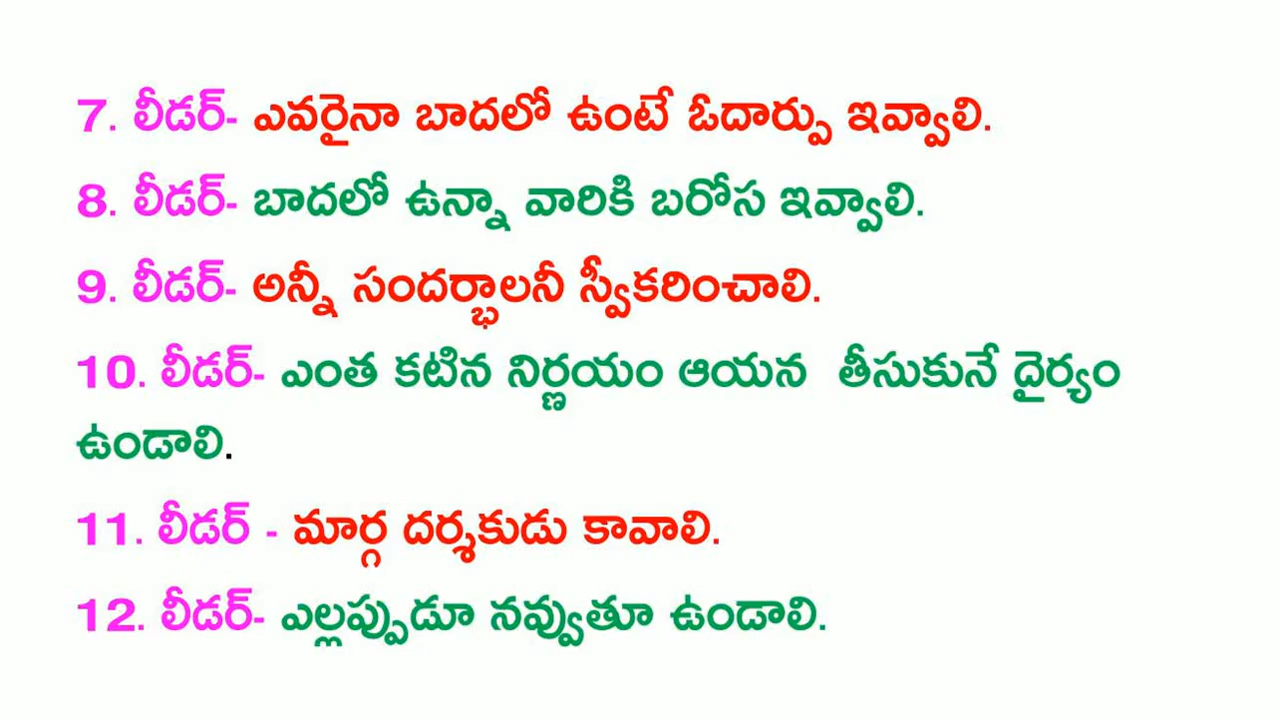 7. లీడర్- ఎవరైనా బాదలో ఉంటే ఓదార్పు ఇవ్వాలి.
8. లీడర్- బాదలో ఉన్నా వారికి బరోస ఇవ్వాలి.
9. లీడర్- అన్నీ సందర్భాలనీ స్వీకరించాలి.
10. లీడర్- ఎంత కటిన నిర్ణయం ఆయన తీసుకునే దైర్యం
ఉండాలి.
11. లీడర్ - మార్గ దర్శకుడు కావాలి.
12. లీడర్- ఎల్లప్పుడూ నవ్వుతూ ఉండాలి.